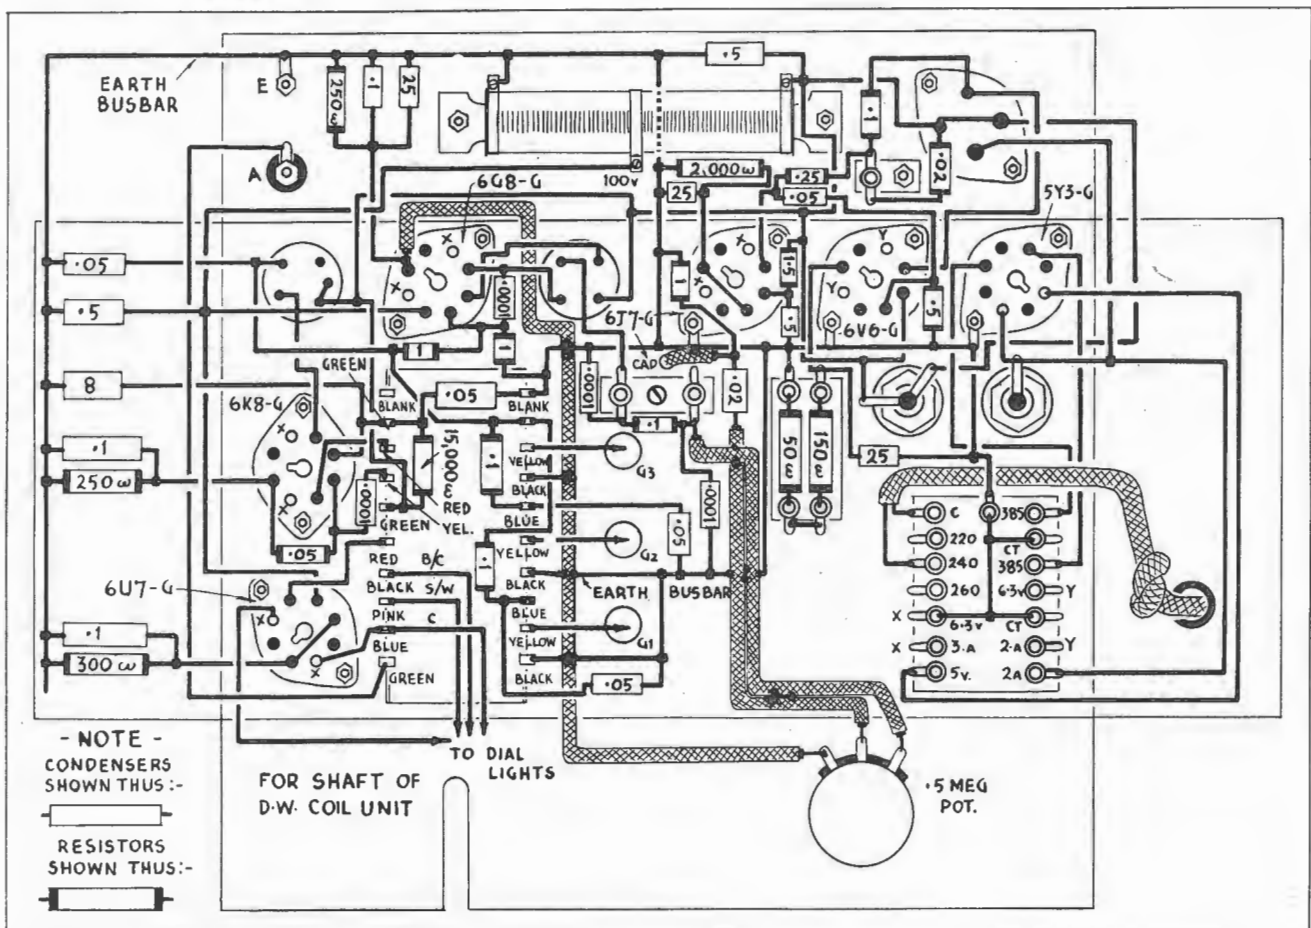 EARTH
BUSBAR
E
250ω
.1
25
.5
.1
.02
A
100v
2,000ω
25
.25
.05
6G8-G
5Y3-G
X
X
X
X
Y
Y
.05
.5
8
.1
250ω
.1
300ω
.0001
1
1
1
1.5
.5
.5
6J7-G
CAP
6V6-G
GREEN
BLANK
.05
BLANK
.0001
.02
.1
6K8-G
X
X
15,000ω
.1
YELLOW
G3
BLACK
50ω
150ω
25
.0001
RED
YEL.
GREEN
BLUE
.05
.0001
.05
RED
B/C
.1
YELLOW
G2
6U7-G
X
X
BLACK
S/W
BLACK
EARTH BUSBAR
PINK
C
BLUE
BLUE
YELLOW
G1
GREEN
BLACK
.05
C
385
220
CT
240
385
260
6.3v
Y
X
6.3v
CT
X
3.A
2.A
Y
5v.
2A
TO DIAL
LIGHTS
- NOTE -
CONDENSERS
SHOWN THUS:-
RESISTORS
SHOWN THUS:-
FOR SHAFT OF
D.W. COIL UNIT
.5 MEG
POT.